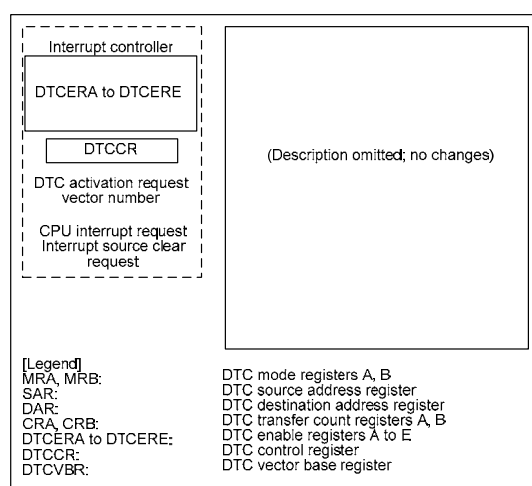 Interrupt controller
DTCERA to DTCERE
DTCCR
DTC activation request
vector number
CPU interrupt request
Interrupt source clear
request
(Description omitted; no changes)
[Legend]
MRA, MRB: DTC mode registers A, B
SAR: DTC source address register
DAR: DTC destination address register
CRA, CRB: DTC transfer count registers A, B
DTCERA to DTCERE: DTC enable registers A to E
DTCCR: DTC control register
DTCVBR: DTC vector base register